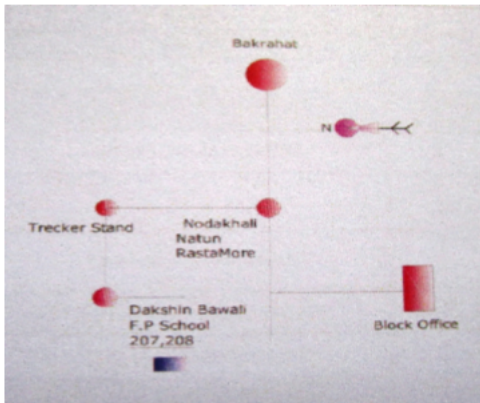 Bakrahat
N
Trecker Stand
Nodakhali
Natun
RastaMore
Dakshin Bawali
F.P School
207,208
Block Office